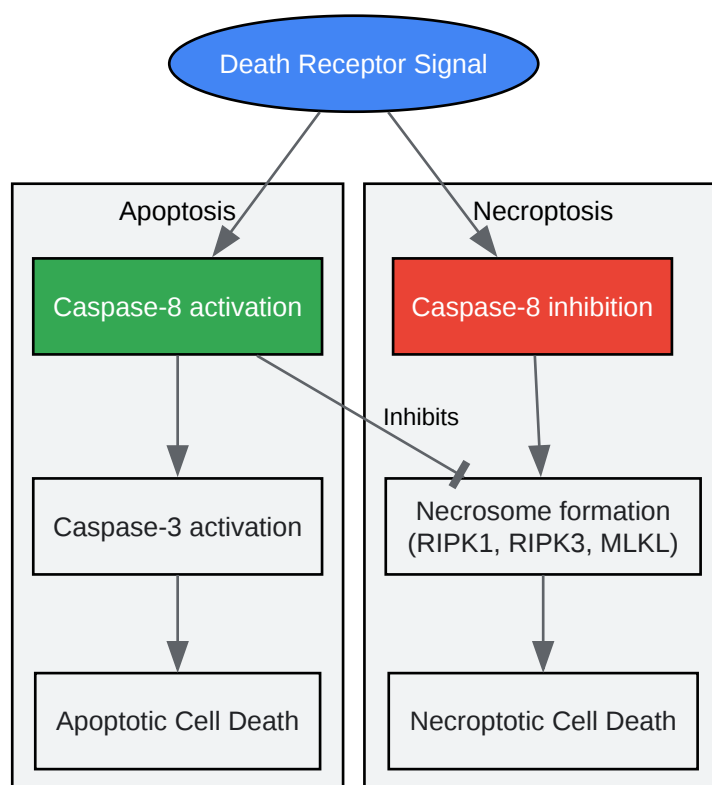 Death Receptor Signal
Apoptosis
Necroptosis
Caspase-8 activation
Caspase-8 inhibition
Inhibits
Caspase-3 activation
Necrosome formation
(RIPK1, RIPK3, MLKL)
Apoptotic Cell Death
Necroptotic Cell Death